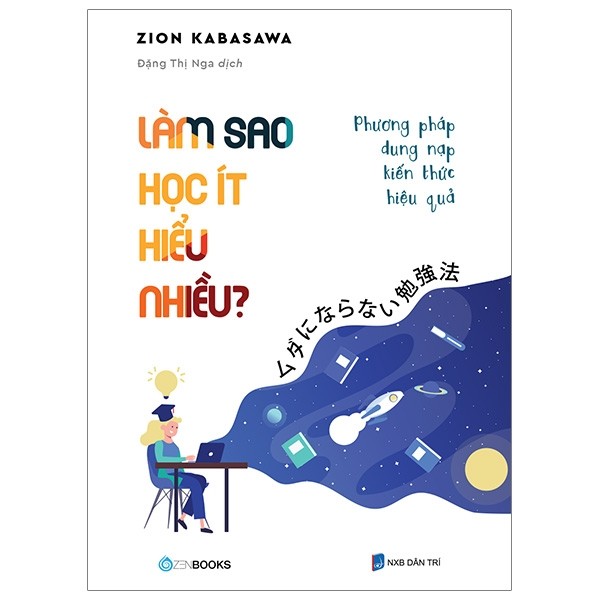 ZION KABASAWA
Đặng Thị Nga dịch
LÀM SAO
HỌC ÍT
HIỂU
NHIỀU?
Phương pháp
dung nạp
kiến thức
hiệu quả
ムダにならない勉強法
ZENBOOKS
NXB DÂN TRÍ